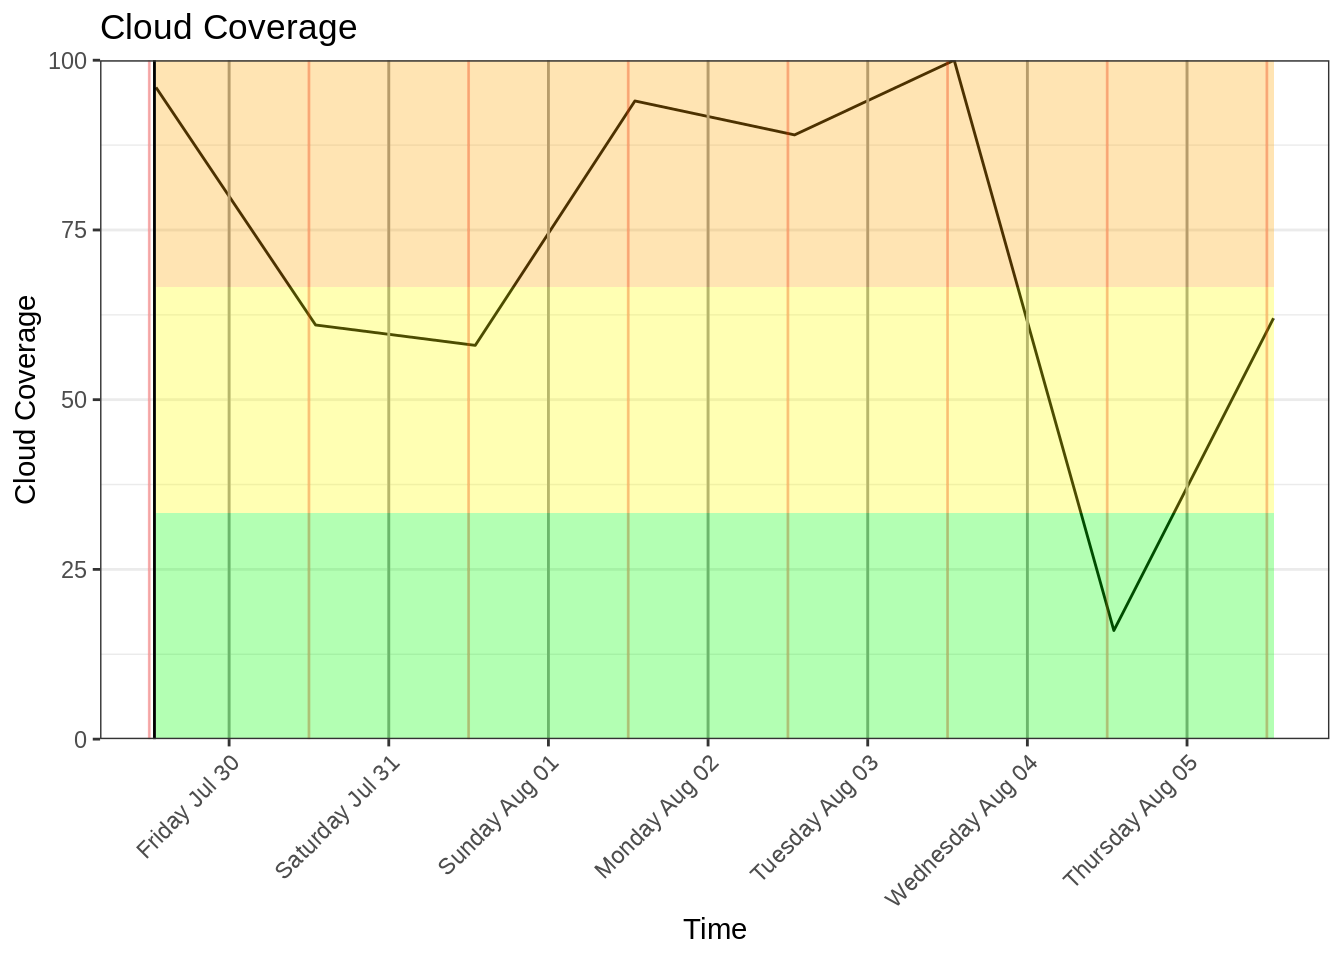 Cloud Coverage
100
75
50
25
0
Cloud Coverage
Friday Jul 30
Saturday Jul 31
Sunday Aug 01
Monday Aug 02
Tuesday Aug 03
Wednesday Aug 04
Thursday Aug 05
Time